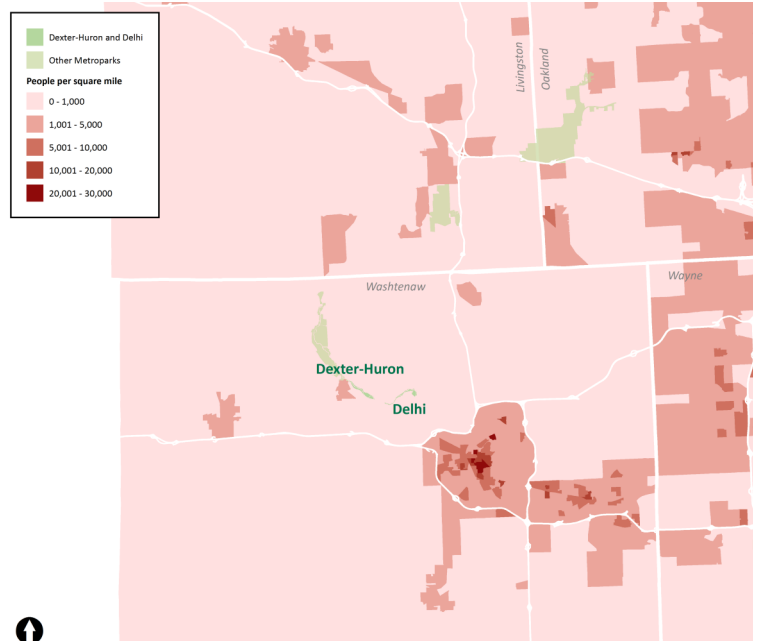 Dexter-Huron and Delhi
Other Metroparks
People per square mile
0 - 1,000
1,001 - 5,000
5,001 - 10,000
10,001 - 20,000
20,001 - 30,000
Livingston
Oakland
Washtenaw
Wayne
Dexter-Huron
Delhi